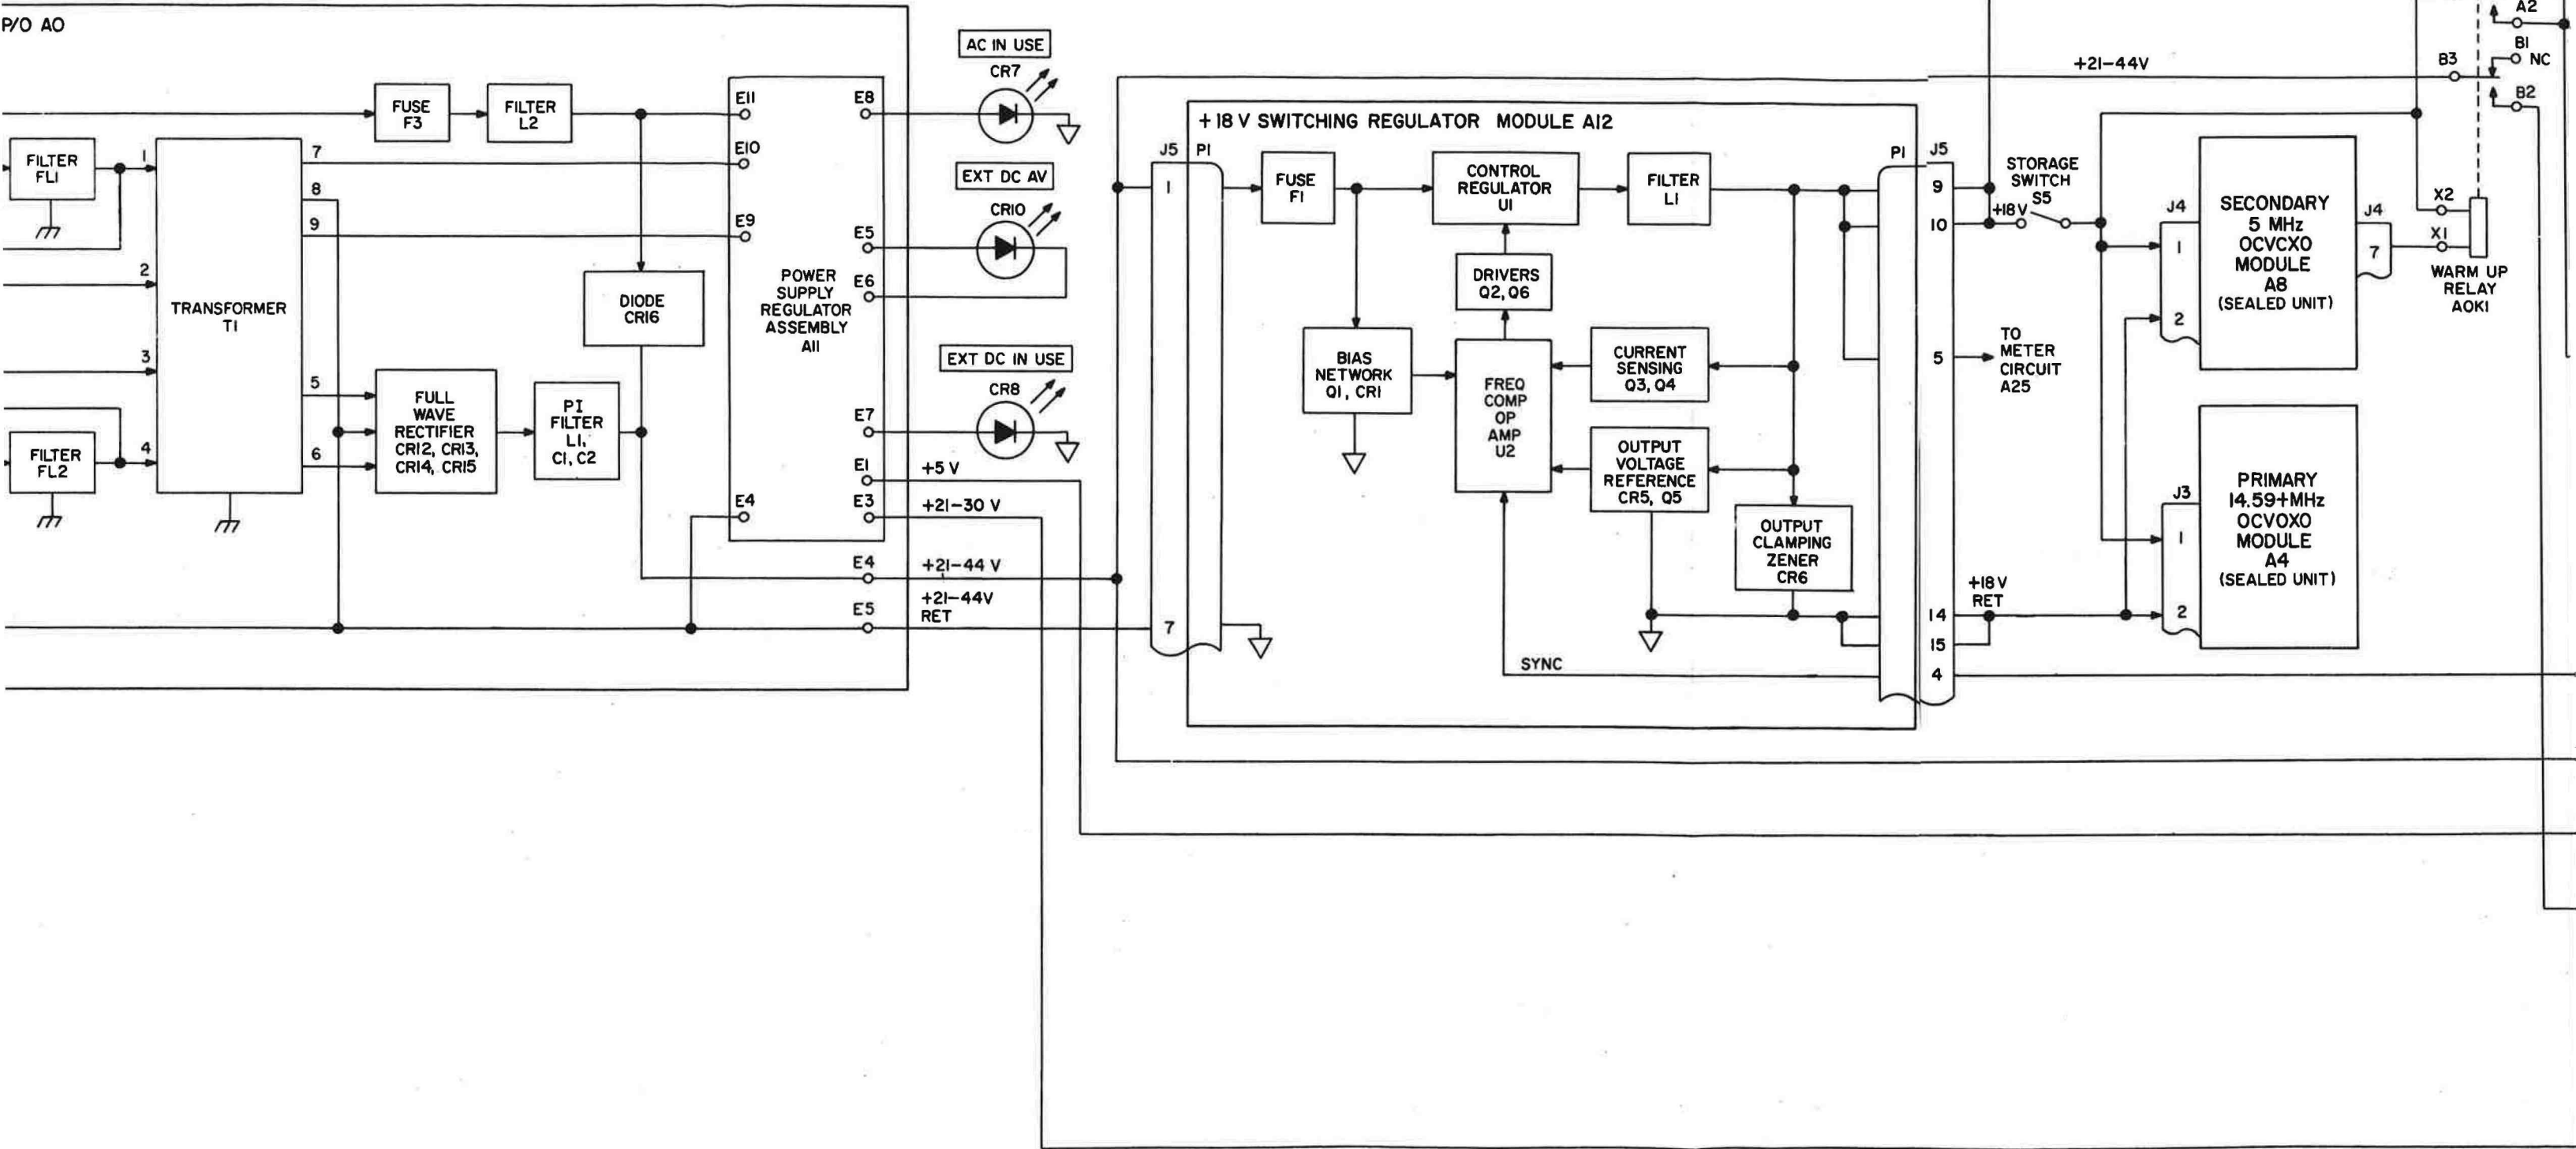 P/O AO
FUSE
F3
FILTER
L2
FILTER
FL1
1
2
3
4
TRANSFORMER
T1
7
8
9
5
6
FILTER
FL2
FULL
WAVE
RECTIFIER
CR12, CR13,
CR14, CR15
PI
FILTER
L1,
C1, C2
DIODE
CR16
E11
E10
E9
E4
E8
E5
E6
E7
E1
E3
POWER
SUPPLY
REGULATOR
ASSEMBLY
A11
E4
E5
AC IN USE
CR7
EXT DC AV
CR10
EXT DC IN USE
CR8
+5 V
+21-30 V
+21-44 V
+21-44V
RET
+18 V SWITCHING REGULATOR MODULE A12
J5
P1
1
7
FUSE
F1
CONTROL
REGULATOR
U1
FILTER
L1
DRIVERS
Q2, Q6
BIAS
NETWORK
Q1, CR1
FREQ
COMP
OP
AMP
U2
CURRENT
SENSING
Q3, Q4
OUTPUT
VOLTAGE
REFERENCE
CR5, Q5
OUTPUT
CLAMPING
ZENER
CR6
SYNC
P1
J5
9
10
5
14
15
4
+18V
STORAGE
SWITCH
S5
TO
METER
CIRCUIT
A25
+18V
RET
+21-44V
J4
1
2
SECONDARY
5 MHz
OCVCXO
MODULE
A8
(SEALED UNIT)
J4
7
J3
1
2
PRIMARY
14.59+MHz
OCVOXO
MODULE
A4
(SEALED UNIT)
A2
B1
NC
B3
B2
X2
X1
WARM UP
RELAY
AOK1